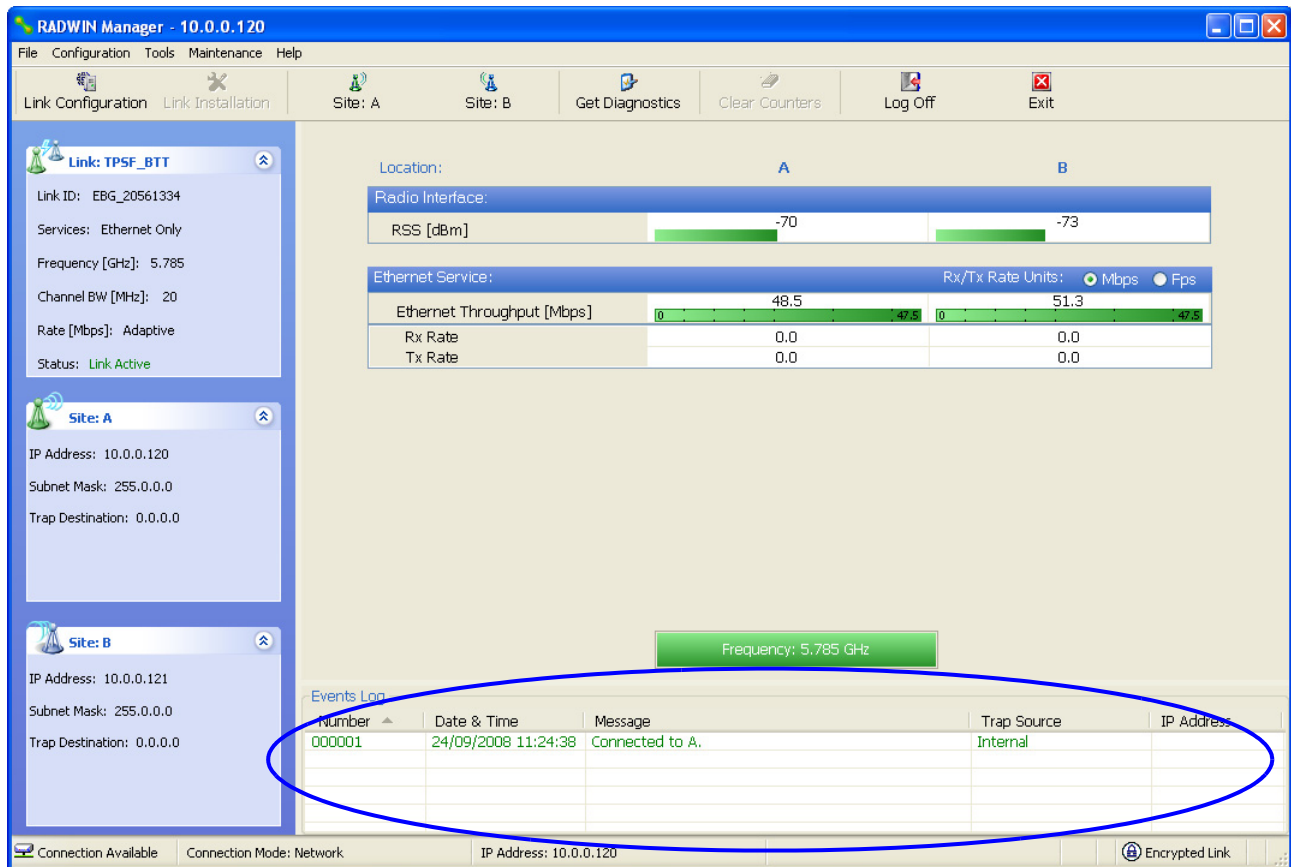 RADWIN Manager - 10.0.0.120
File Configuration Tools Maintenance Help
Link Configuration Link Installation Site: A Site: B Get Diagnostics Clear Counters Log Off Exit
Link: TPSF_BTT
Link ID: EBG_20561334
Services: Ethernet Only
Frequency [GHz]: 5.785
Channel BW [MHz]: 20
Rate [Mbps]: Adaptive
Status: Link Active
Site: A
IP Address: 10.0.0.120
Subnet Mask: 255.0.0.0
Trap Destination: 0.0.0.0
Site: B
IP Address: 10.0.0.121
Subnet Mask: 255.0.0.0
Trap Destination: 0.0.0.0
Location: A B
Radio Interface:
RSS [dBm] -70 -73
Ethernet Service: Rx/Tx Rate Units: Mbps Fps
Ethernet Throughput [Mbps] 48.5 51.3
0 47.5 0 47.5
Rx Rate 0.0 0.0
Tx Rate 0.0 0.0
Frequency: 5.785 GHz
Events Log
Number Date & Time Message Trap Source IP Address
000001 24/09/2008 11:24:38 Connected to A. Internal
Connection Available Connection Mode: Network IP Address: 10.0.0.120 Encrypted Link